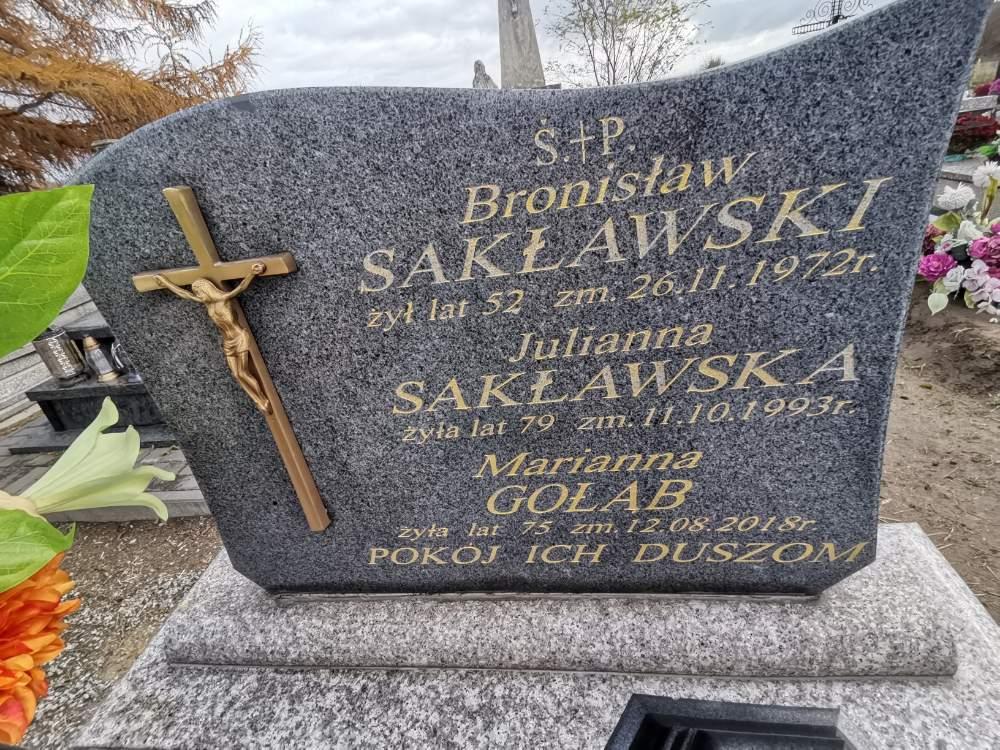 Ś.†P.
Bronisław
SAKŁAWSKI
żył lat 52 zm. 26.11.1972r.
Julianna
SAKŁAWSKA
żyła lat 79 zm. 11.10.1993r.
Marianna
GOŁĄB
żyła lat 75 zm. 12.08.2018r.
POKÓJ ICH DUSZOM